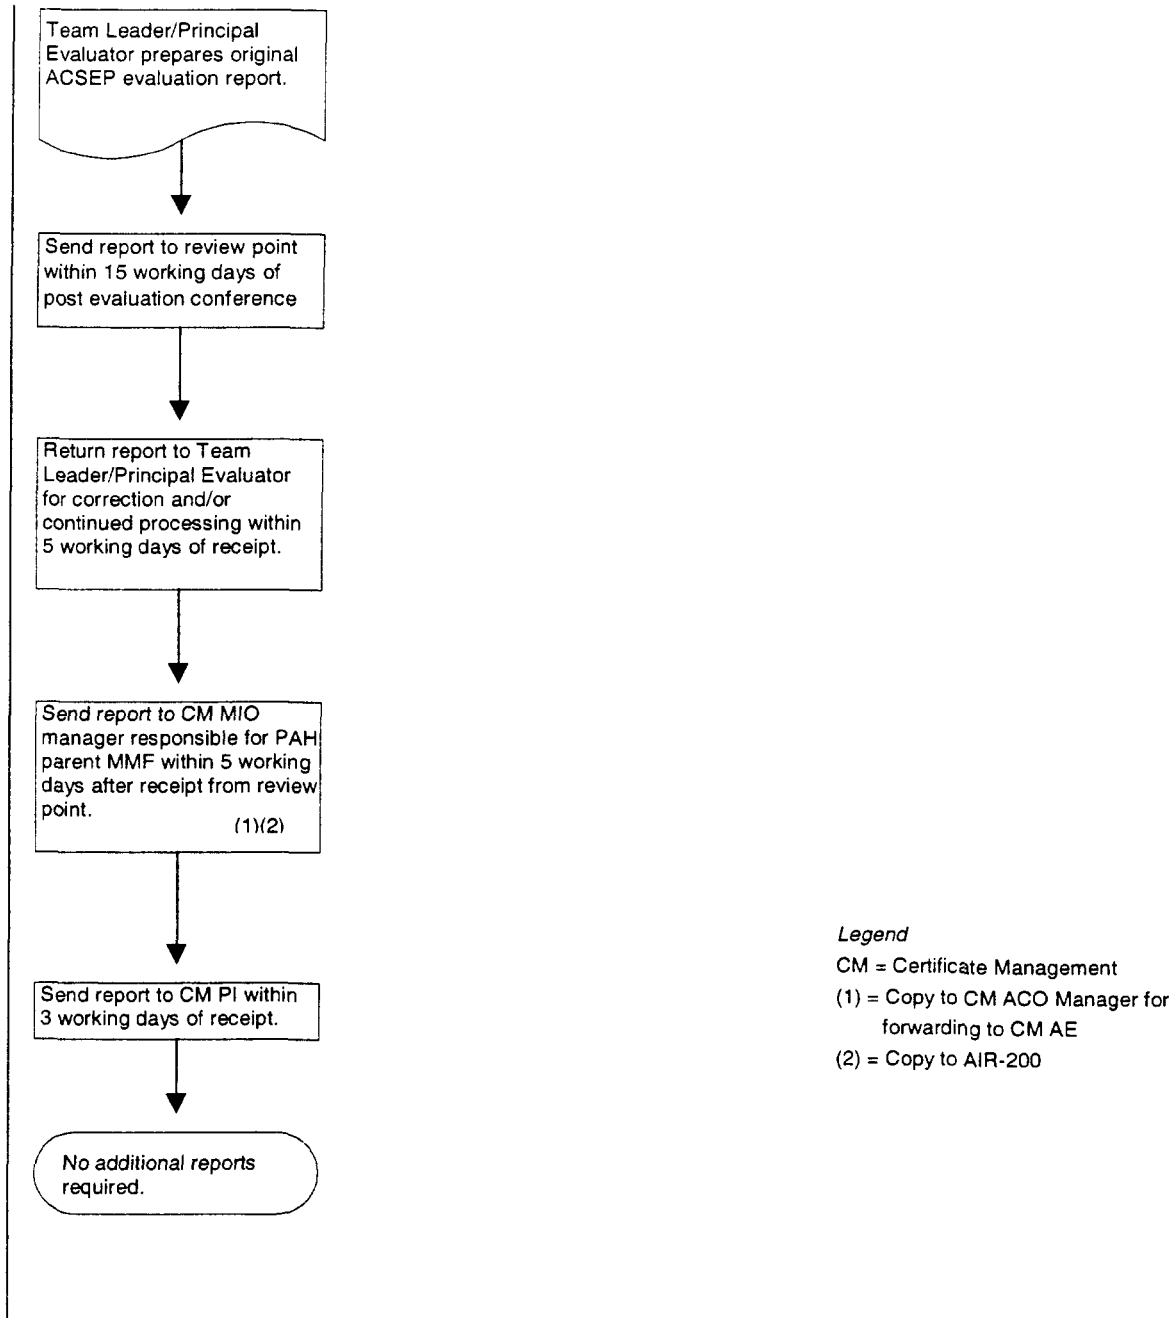 Team Leader/Principal
Evaluator prepares original
ACSEP evaluation report.
Send report to review point
within 15 working days of
post evaluation conference
Return report to Team
Leader/Principal Evaluator
for correction and/or
continued processing within
5 working days of receipt.
Send report to CM MIO
manager responsible for PAH
parent MMF within 5 working
days after receipt from review
point.
(1)(2)
Send report to CM PI within
3 working days of receipt.
No additional reports
required.
Legend
CM = Certificate Management
(1) = Copy to CM ACO Manager for
forwarding to CM AE
(2) = Copy to AIR-200